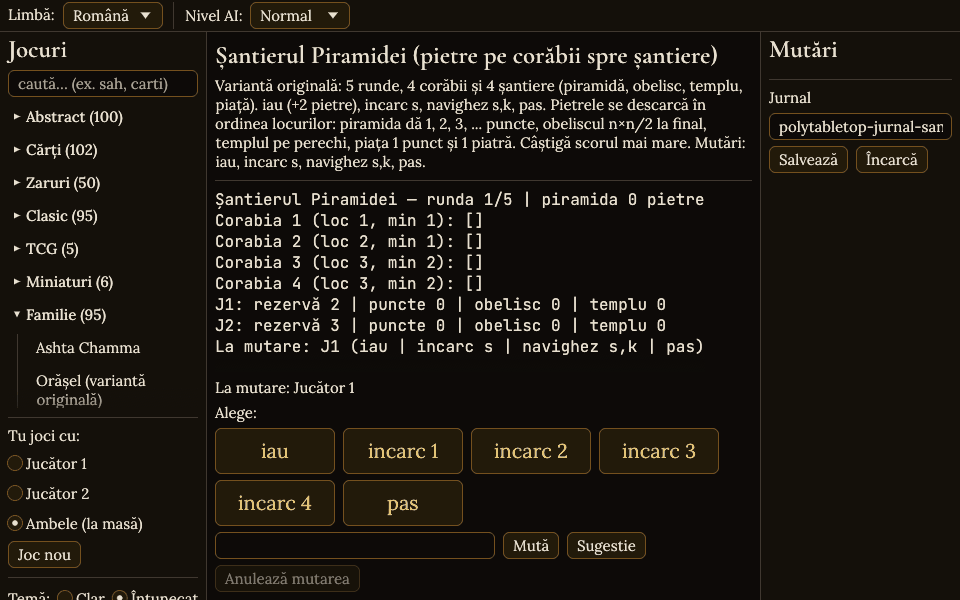 Limbă:
Română ▼
Nivel AI:
Normal ▼
Jocuri
caută... (ex. sah, carti)
▸ Abstract (100)
▸ Cărți (102)
▸ Zaruri (50)
▸ Clasic (95)
▸ TCG (5)
▸ Miniaturi (6)
▾ Familie (95)
Ashta Chamma
Orășel (variantă
originală)
Tu joci cu:
Jucător 1
Jucător 2
Ambele (la masă)
Joc nou
Temă:
Clar
Întunecat
Șantierul Piramidei (pietre pe corăbii spre șantiere)
Variantă originală: 5 runde, 4 corăbii și 4 șantiere (piramidă, obelisc, templu,
piață). iau (+2 pietre), incarc s, navighez s,k, pas. Pietrele se descarcă în
ordinea locurilor: piramida dă 1, 2, 3, ... puncte, obeliscul n×n/2 la final,
templul pe perechi, piața 1 punct și 1 piatră. Câștigă scorul mai mare. Mutări:
iau, incarc s, navighez s,k, pas.
Șantierul Piramidei — runda 1/5 | piramida 0 pietre
Corabia 1 (loc 1, min 1): []
Corabia 2 (loc 2, min 1): []
Corabia 3 (loc 3, min 2): []
Corabia 4 (loc 3, min 2): []
J1: rezervă 2 | puncte 0 | obelisc 0 | templu 0
J2: rezervă 3 | puncte 0 | obelisc 0 | templu 0
La mutare: J1 (iau | incarc s | navighez s,k | pas)
La mutare: Jucător 1
Alege:
iau
incarc 1
incarc 2
incarc 3
incarc 4
pas
Mută
Sugestie
Anulează mutarea
Mutări
Jurnal
polytabletop-jurnal-san
Salvează
Încarcă